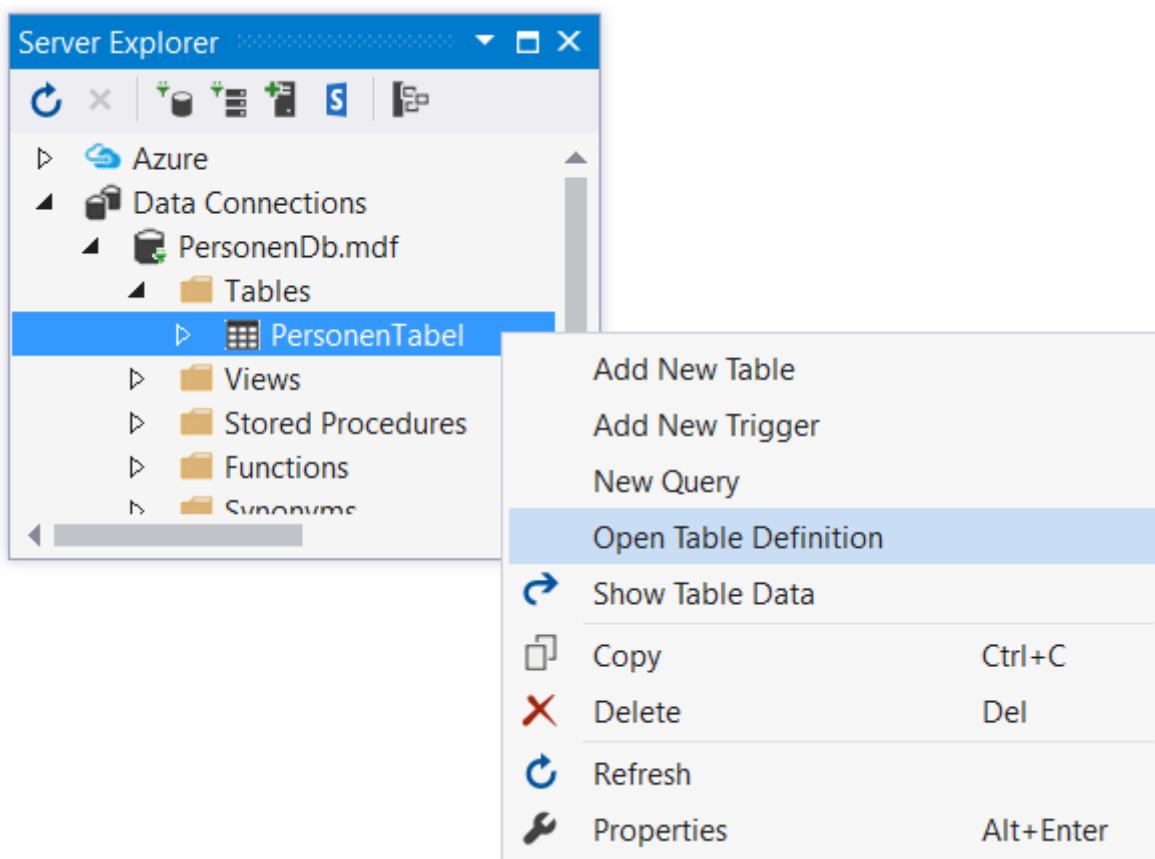 Server Explorer
Azure
Data Connections
PersonenDb.mdf
Tables
PersonenTabel
Views
Stored Procedures
Functions
Synonyms
Add New Table
Add New Trigger
New Query
Open Table Definition
Show Table Data
Copy Ctrl+C
Delete Del
Refresh
Properties Alt+Enter